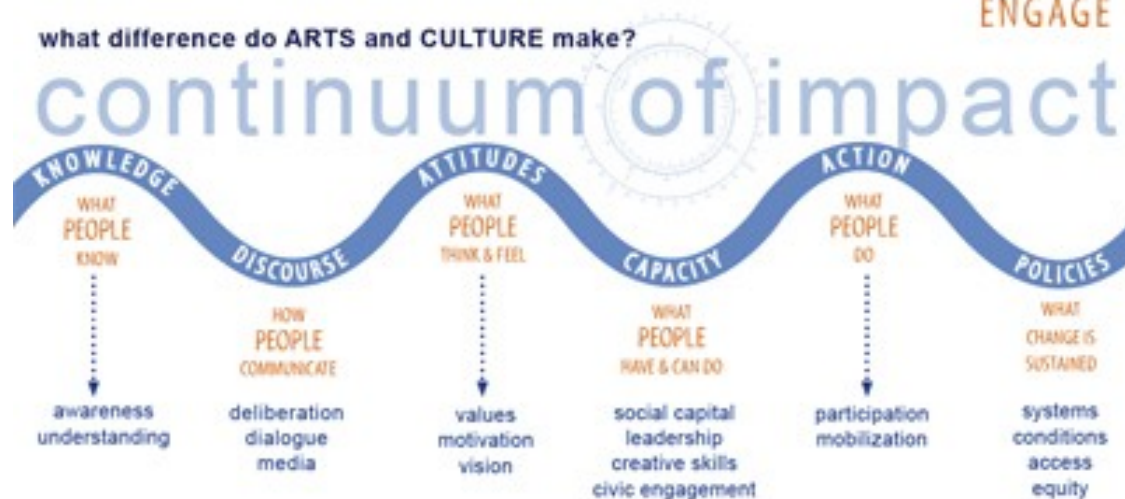 ENGAGE
what difference do ARTS and CULTURE make?
continuum of impact
KNOWLEDGE
WHAT
PEOPLE
KNOW
awareness
understanding
DISCOURSE
HOW
PEOPLE
COMMUNICATE
deliberation
dialogue
media
ATTITUDES
WHAT
PEOPLE
THINK & FEEL
values
motivation
vision
CAPACITY
WHAT
PEOPLE
HAVE & CAN DO
social capital
leadership
creative skills
civic engagement
ACTION
WHAT
PEOPLE
DO
participation
mobilization
POLICIES
WHAT
CHANGE IS
SUSTAINED
systems
conditions
access
equity